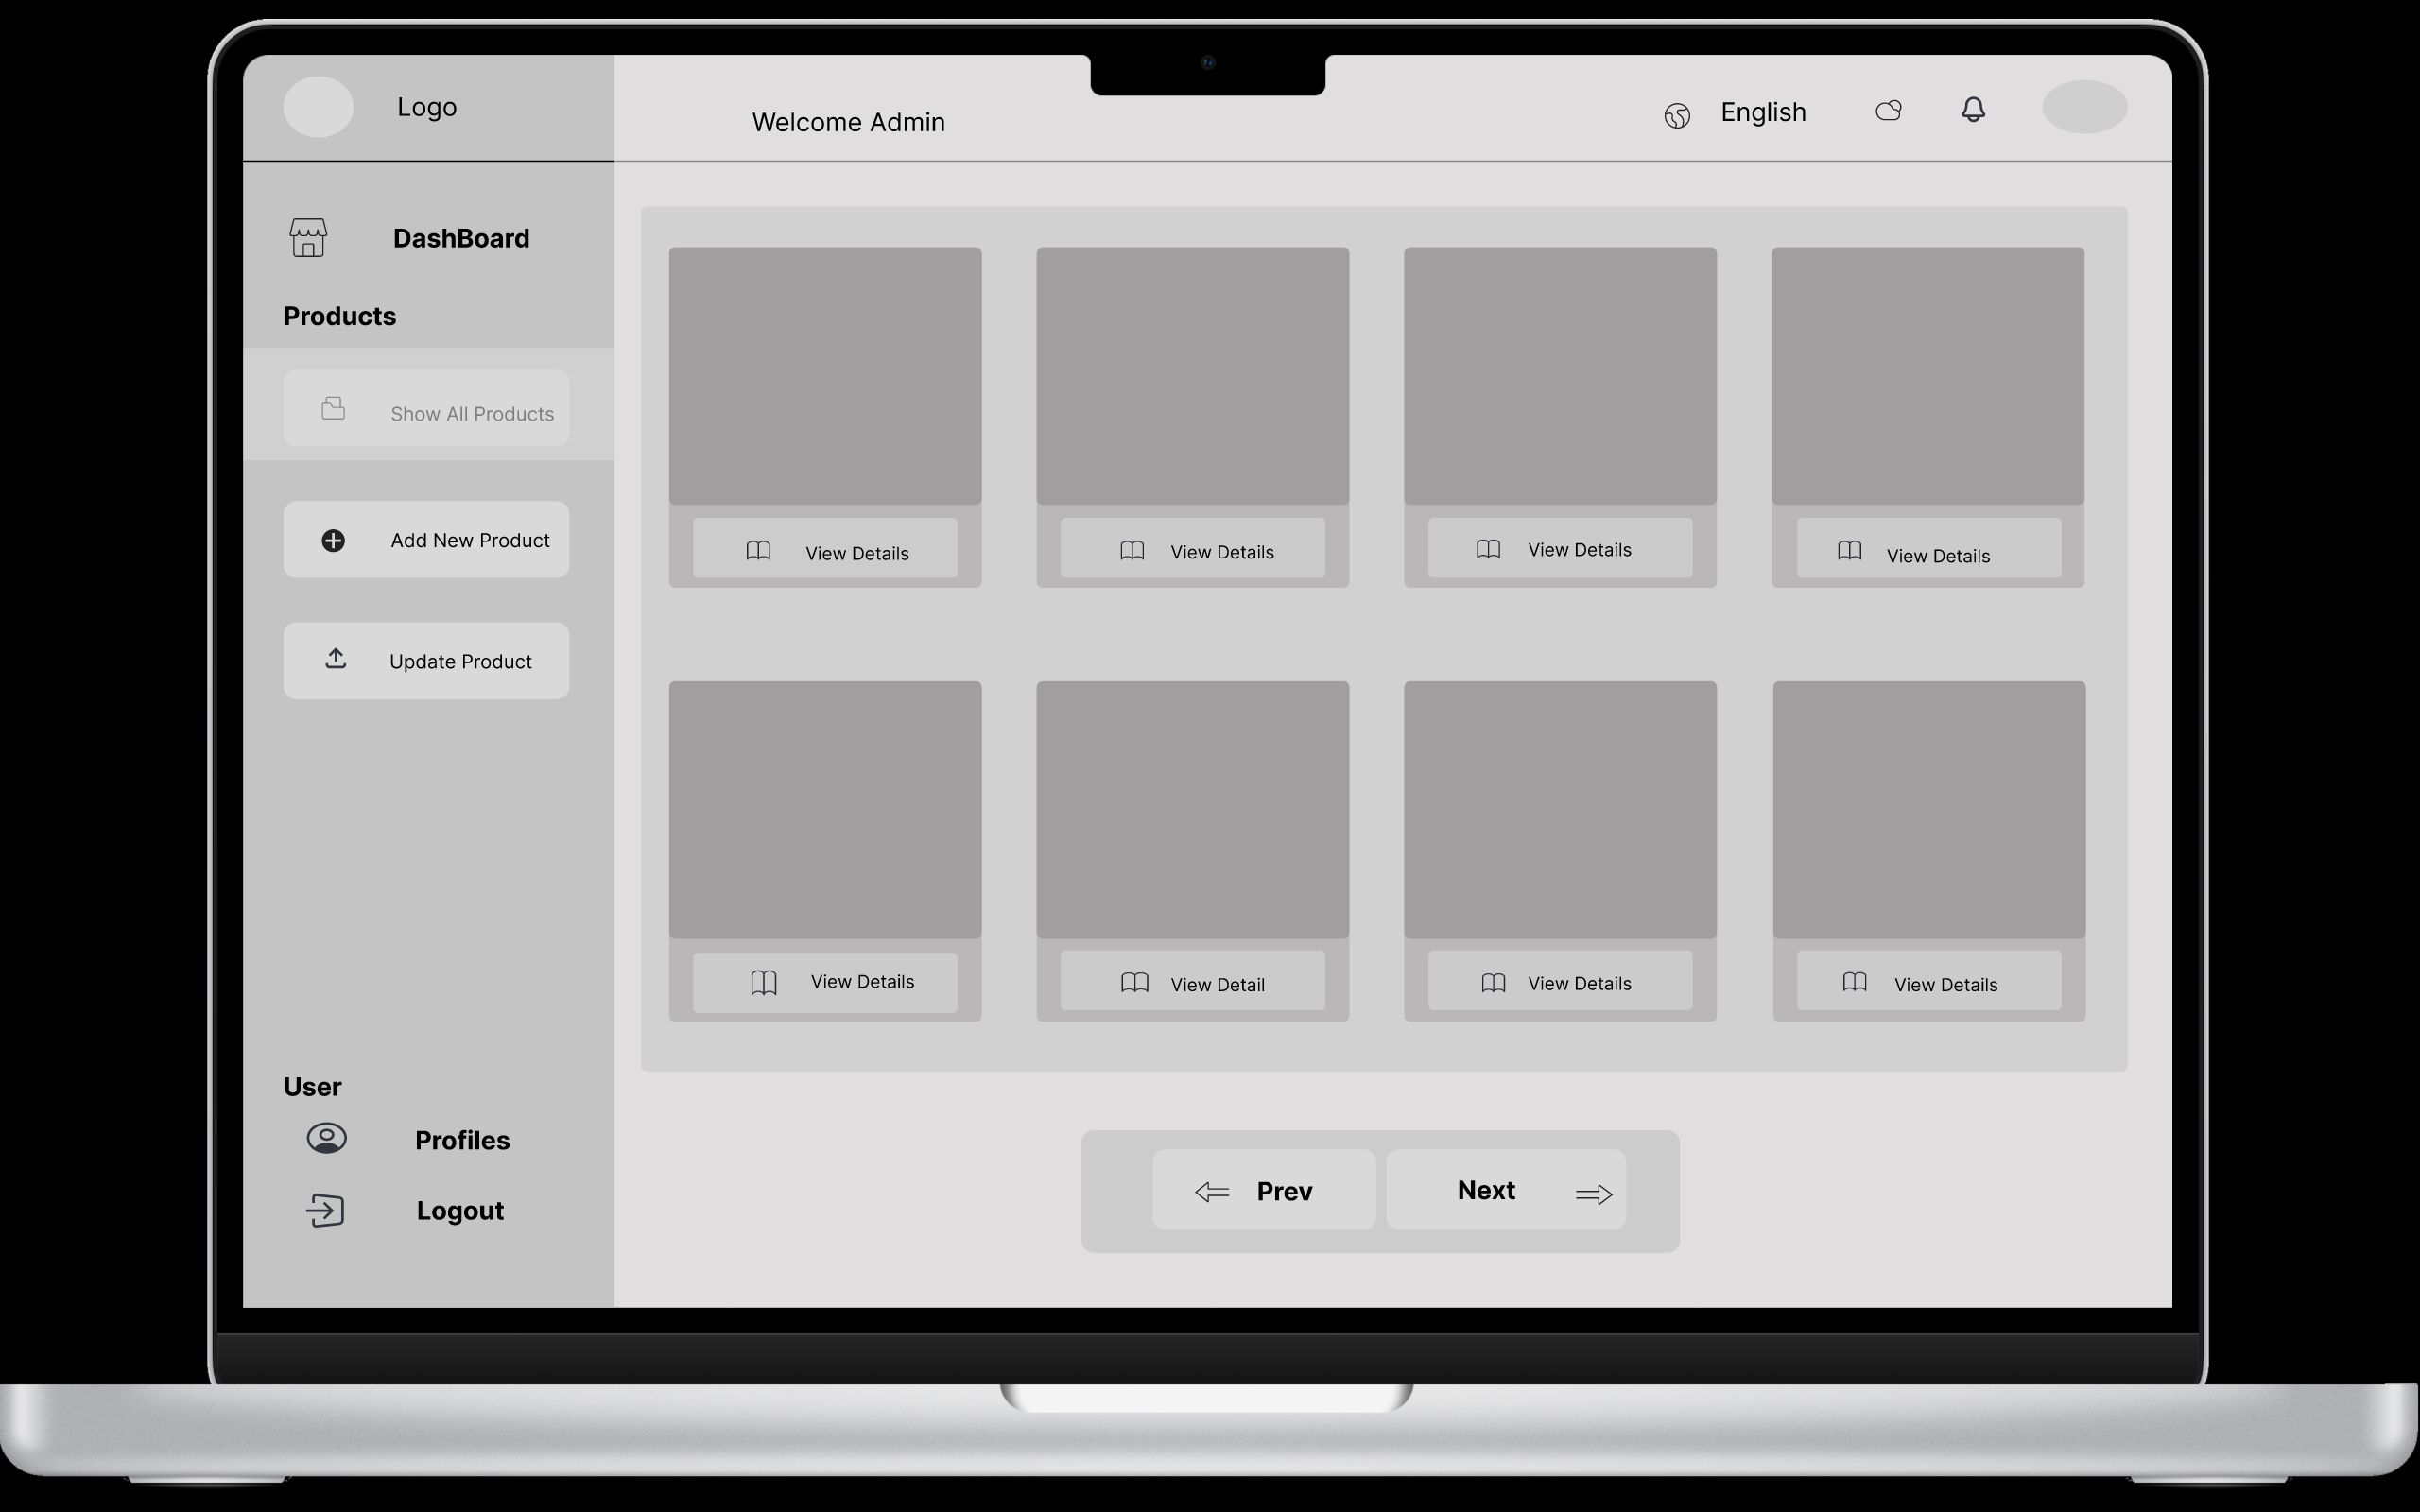 Logo
Welcome Admin
English
DashBoard
Products
Show All Products
Add New Product
Update Product
User
Profiles
Logout
View Details
View Details
View Details
View Details
View Details
View Detail
View Details
View Details
Prev
Next